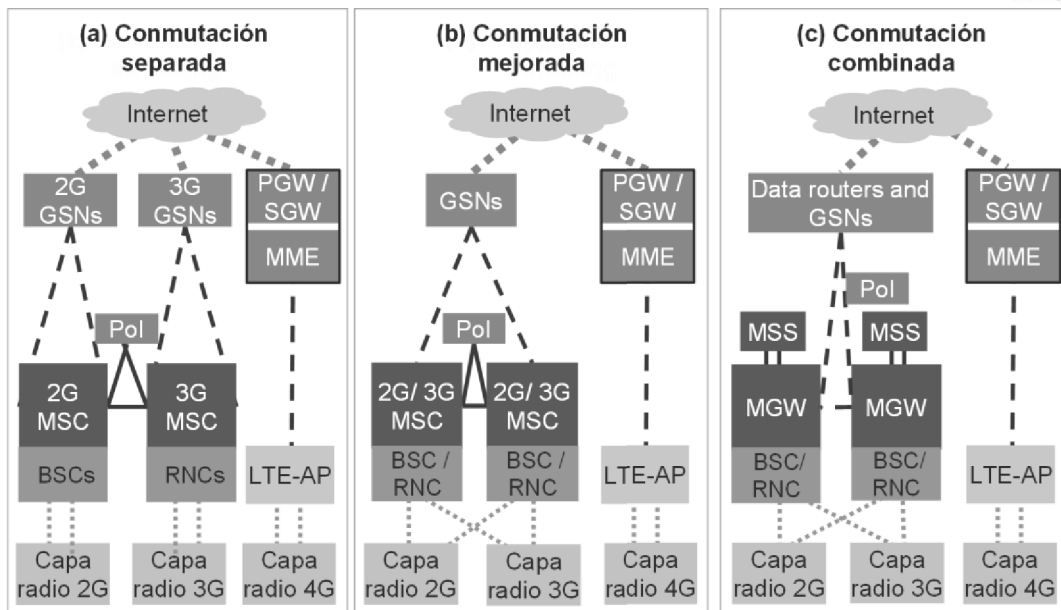 (a) Conmutación
separada
Internet
2G
GSNs
3G
GSNs
PGW /
SGW
MME
PoI
2G
MSC
3G
MSC
BSCs
RNCs
LTE-AP
Capa
radio 2G
Capa
radio 3G
Capa
radio 4G
(b) Conmutación
mejorada
Internet
GSNs
PGW /
SGW
MME
PoI
2G/ 3G
MSC
2G/ 3G
MSC
BSC /
RNC
BSC /
RNC
LTE-AP
Capa
radio 2G
Capa
radio 3G
Capa
radio 4G
(c) Conmutación
combinada
Internet
Data routers and
GSNs
PGW /
SGW
MME
PoI
MSS
MSS
MGW
MGW
BSC/
RNC
BSC/
RNC
LTE-AP
Capa
radio 2G
Capa
radio 3G
Capa
radio 4G